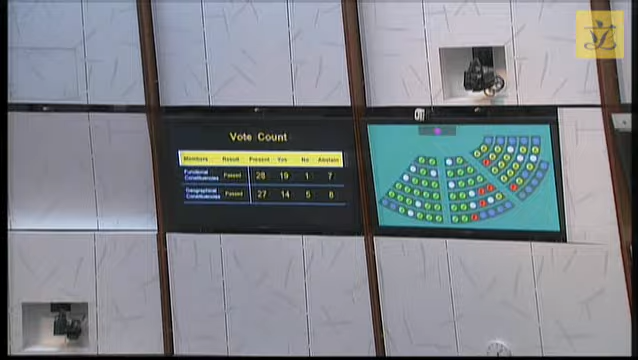 Vote Count
Members Result Present Yes No Abstain
Functional Constituencies Passed 28 19 1 7
Geographical Constituencies Passed 27 14 5 8